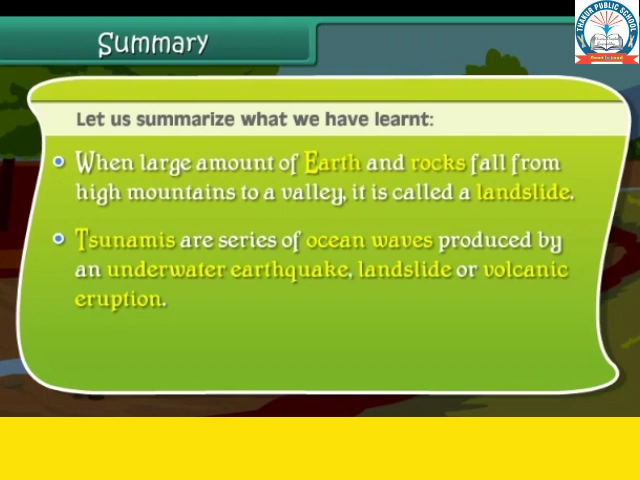 Summary
THAKUR PUBLIC SCHOOL
Let us summarize what we have learnt:
When large amount of Earth and rocks fall from
high mountains to a valley, it is called a landslide.
Tsunamis are series of ocean waves produced by
an underwater earthquake, landslide or volcanic
eruption.